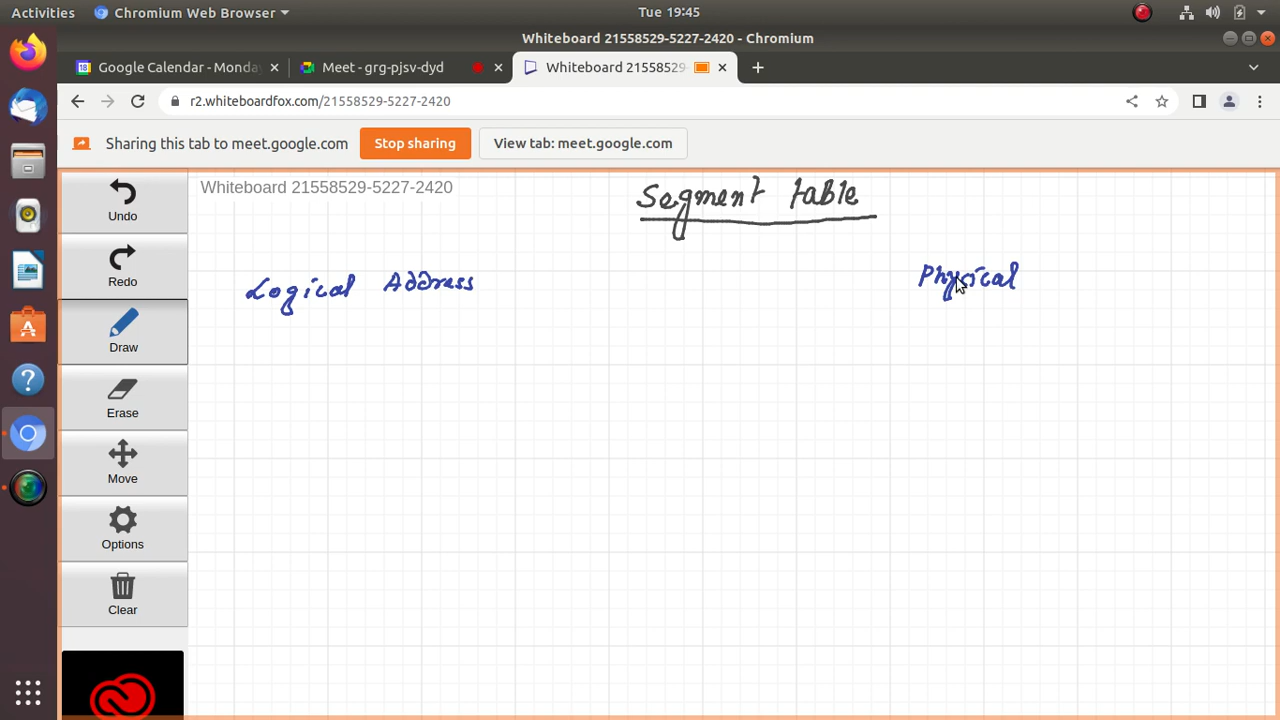 Activities Chromium Web Browser Tue 19:45
Whiteboard 21558529-5227-2420 - Chromium
Google Calendar - Monda Meet - grg-pjsv-dyd Whiteboard 21558529-
r2.whiteboardfox.com/21558529-5227-2420
Sharing this tab to meet.google.com Stop sharing View tab: meet.google.com
Whiteboard 21558529-5227-2420
Segment table
Logical Address Physical
Undo
Redo
Draw
Erase
Move
Options
Clear